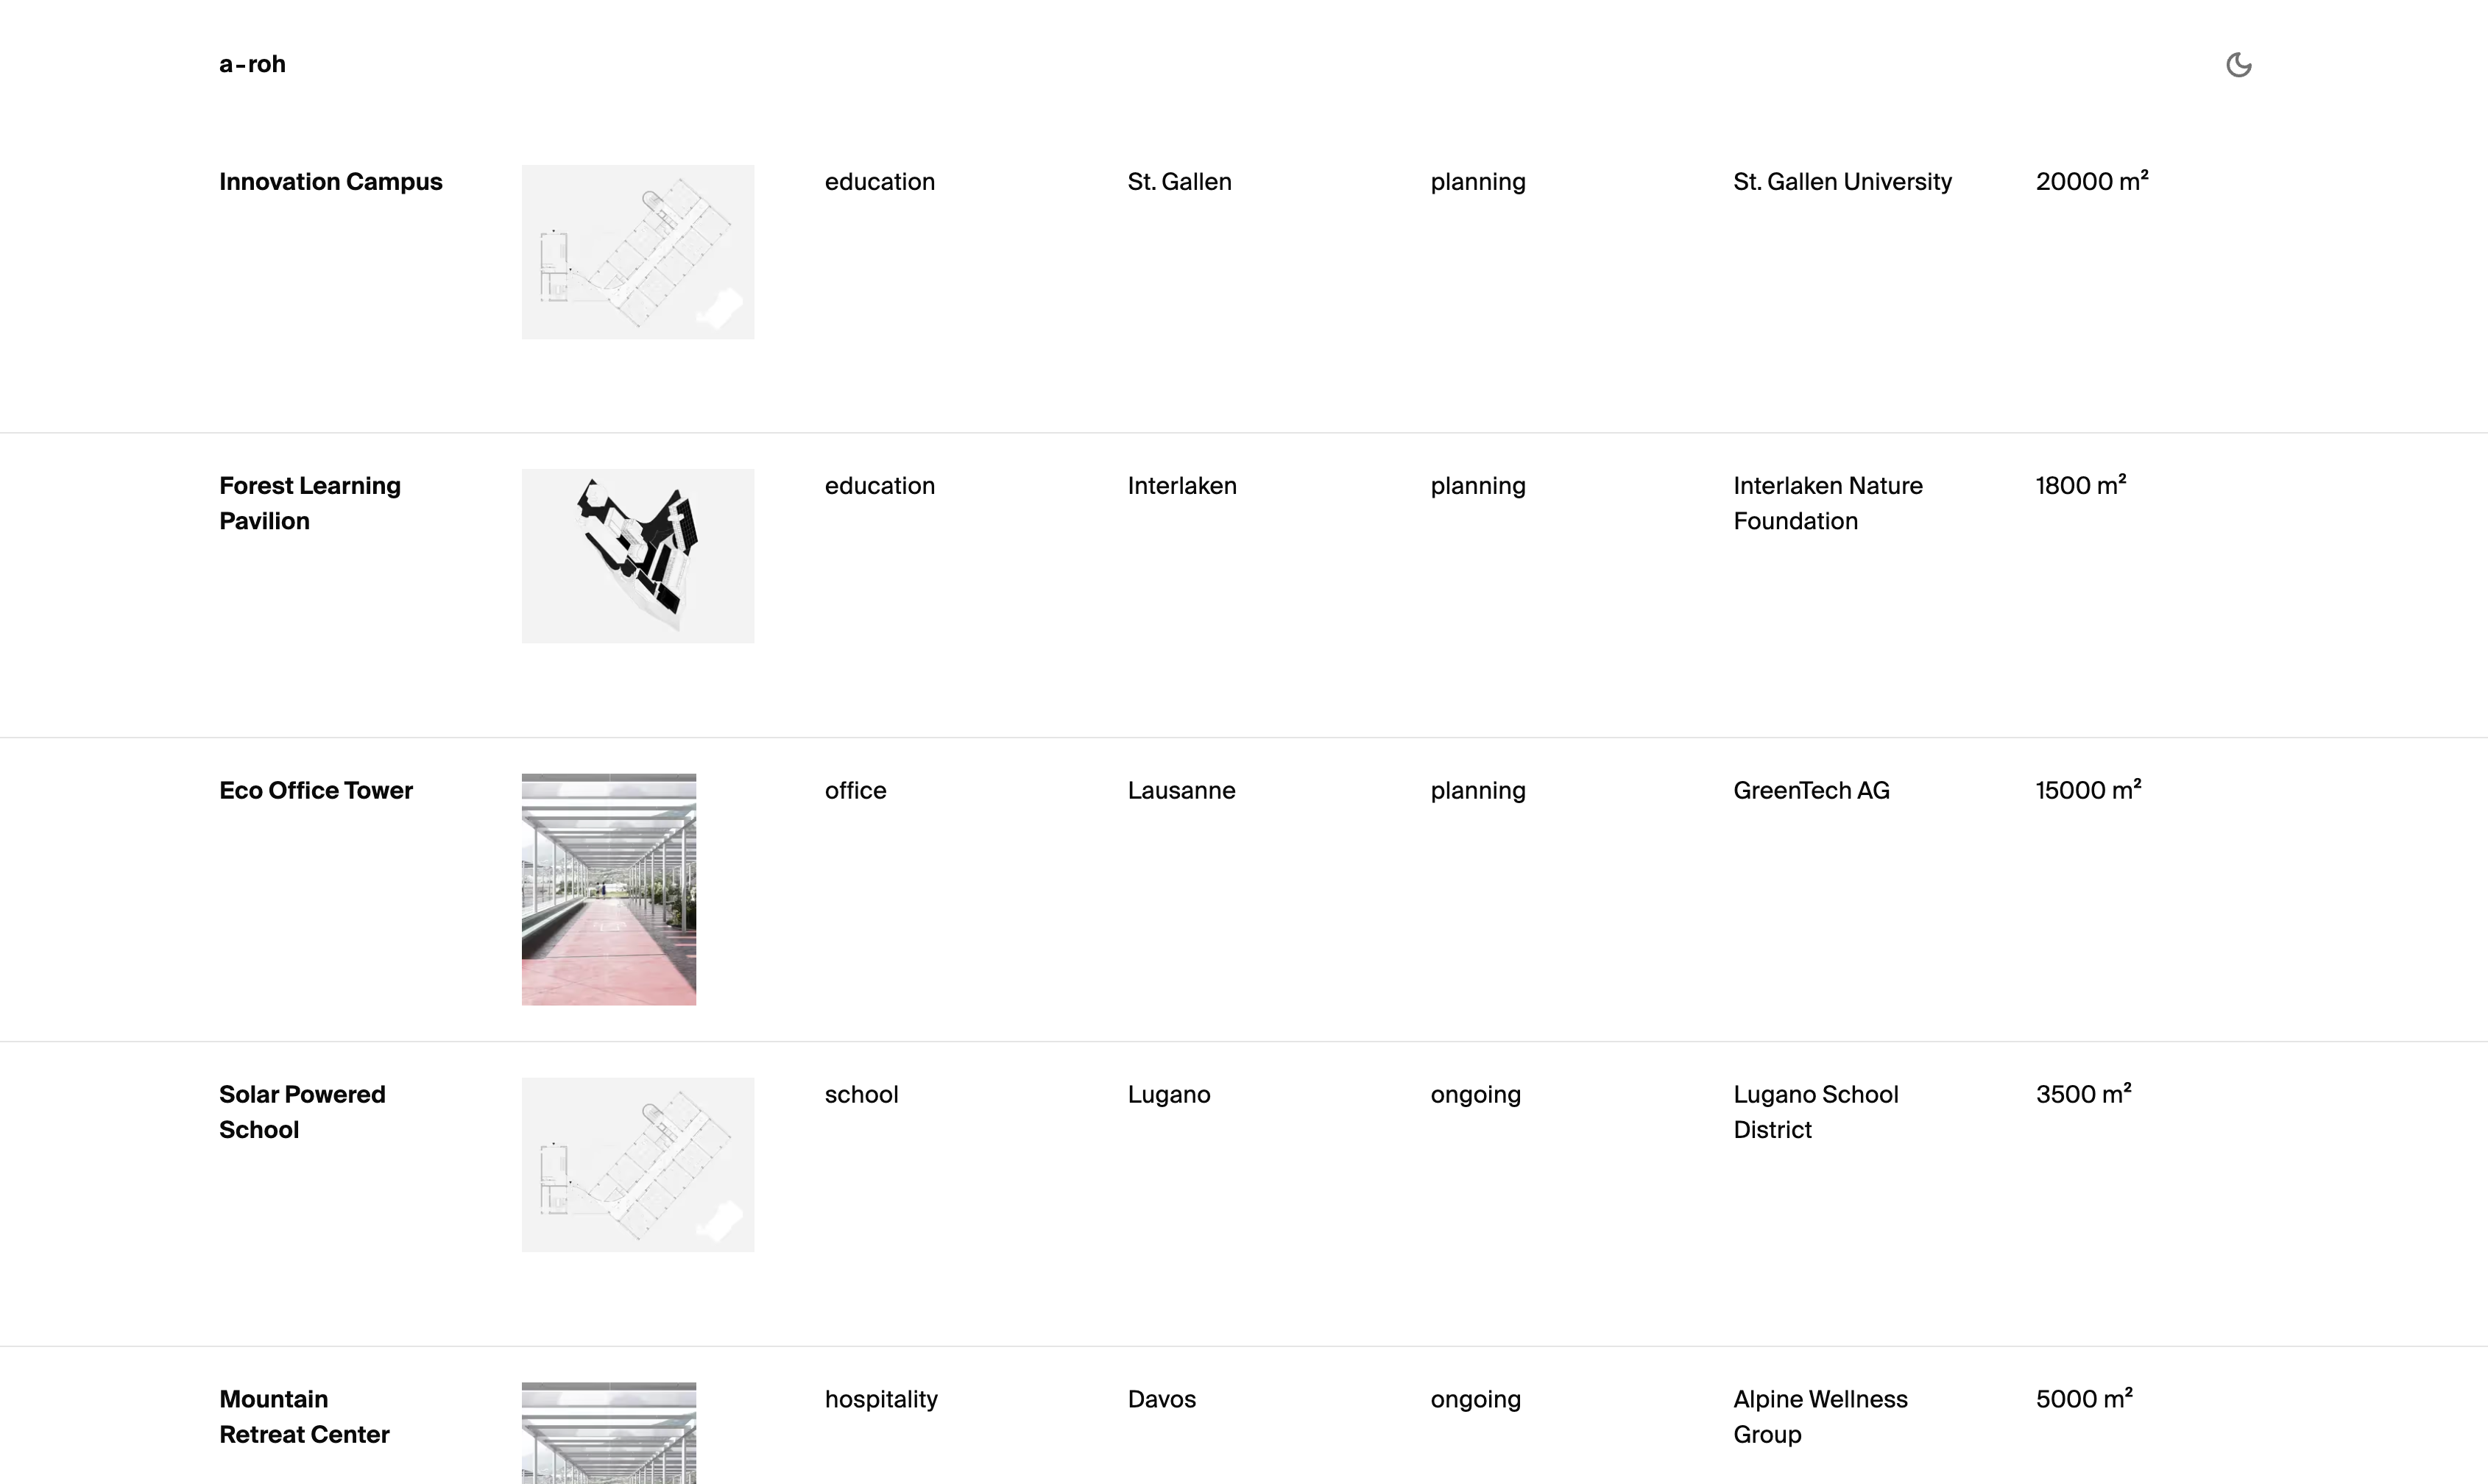 a-roh
Innovation Campus
education
St. Gallen
planning
St. Gallen University
20000 m²
Forest Learning
Pavilion
education
Interlaken
planning
Interlaken Nature
Foundation
1800 m²
Eco Office Tower
office
Lausanne
planning
GreenTech AG
15000 m²
Solar Powered
School
school
Lugano
ongoing
Lugano School
District
3500 m²
Mountain
Retreat Center
hospitality
Davos
ongoing
Alpine Wellness
Group
5000 m²